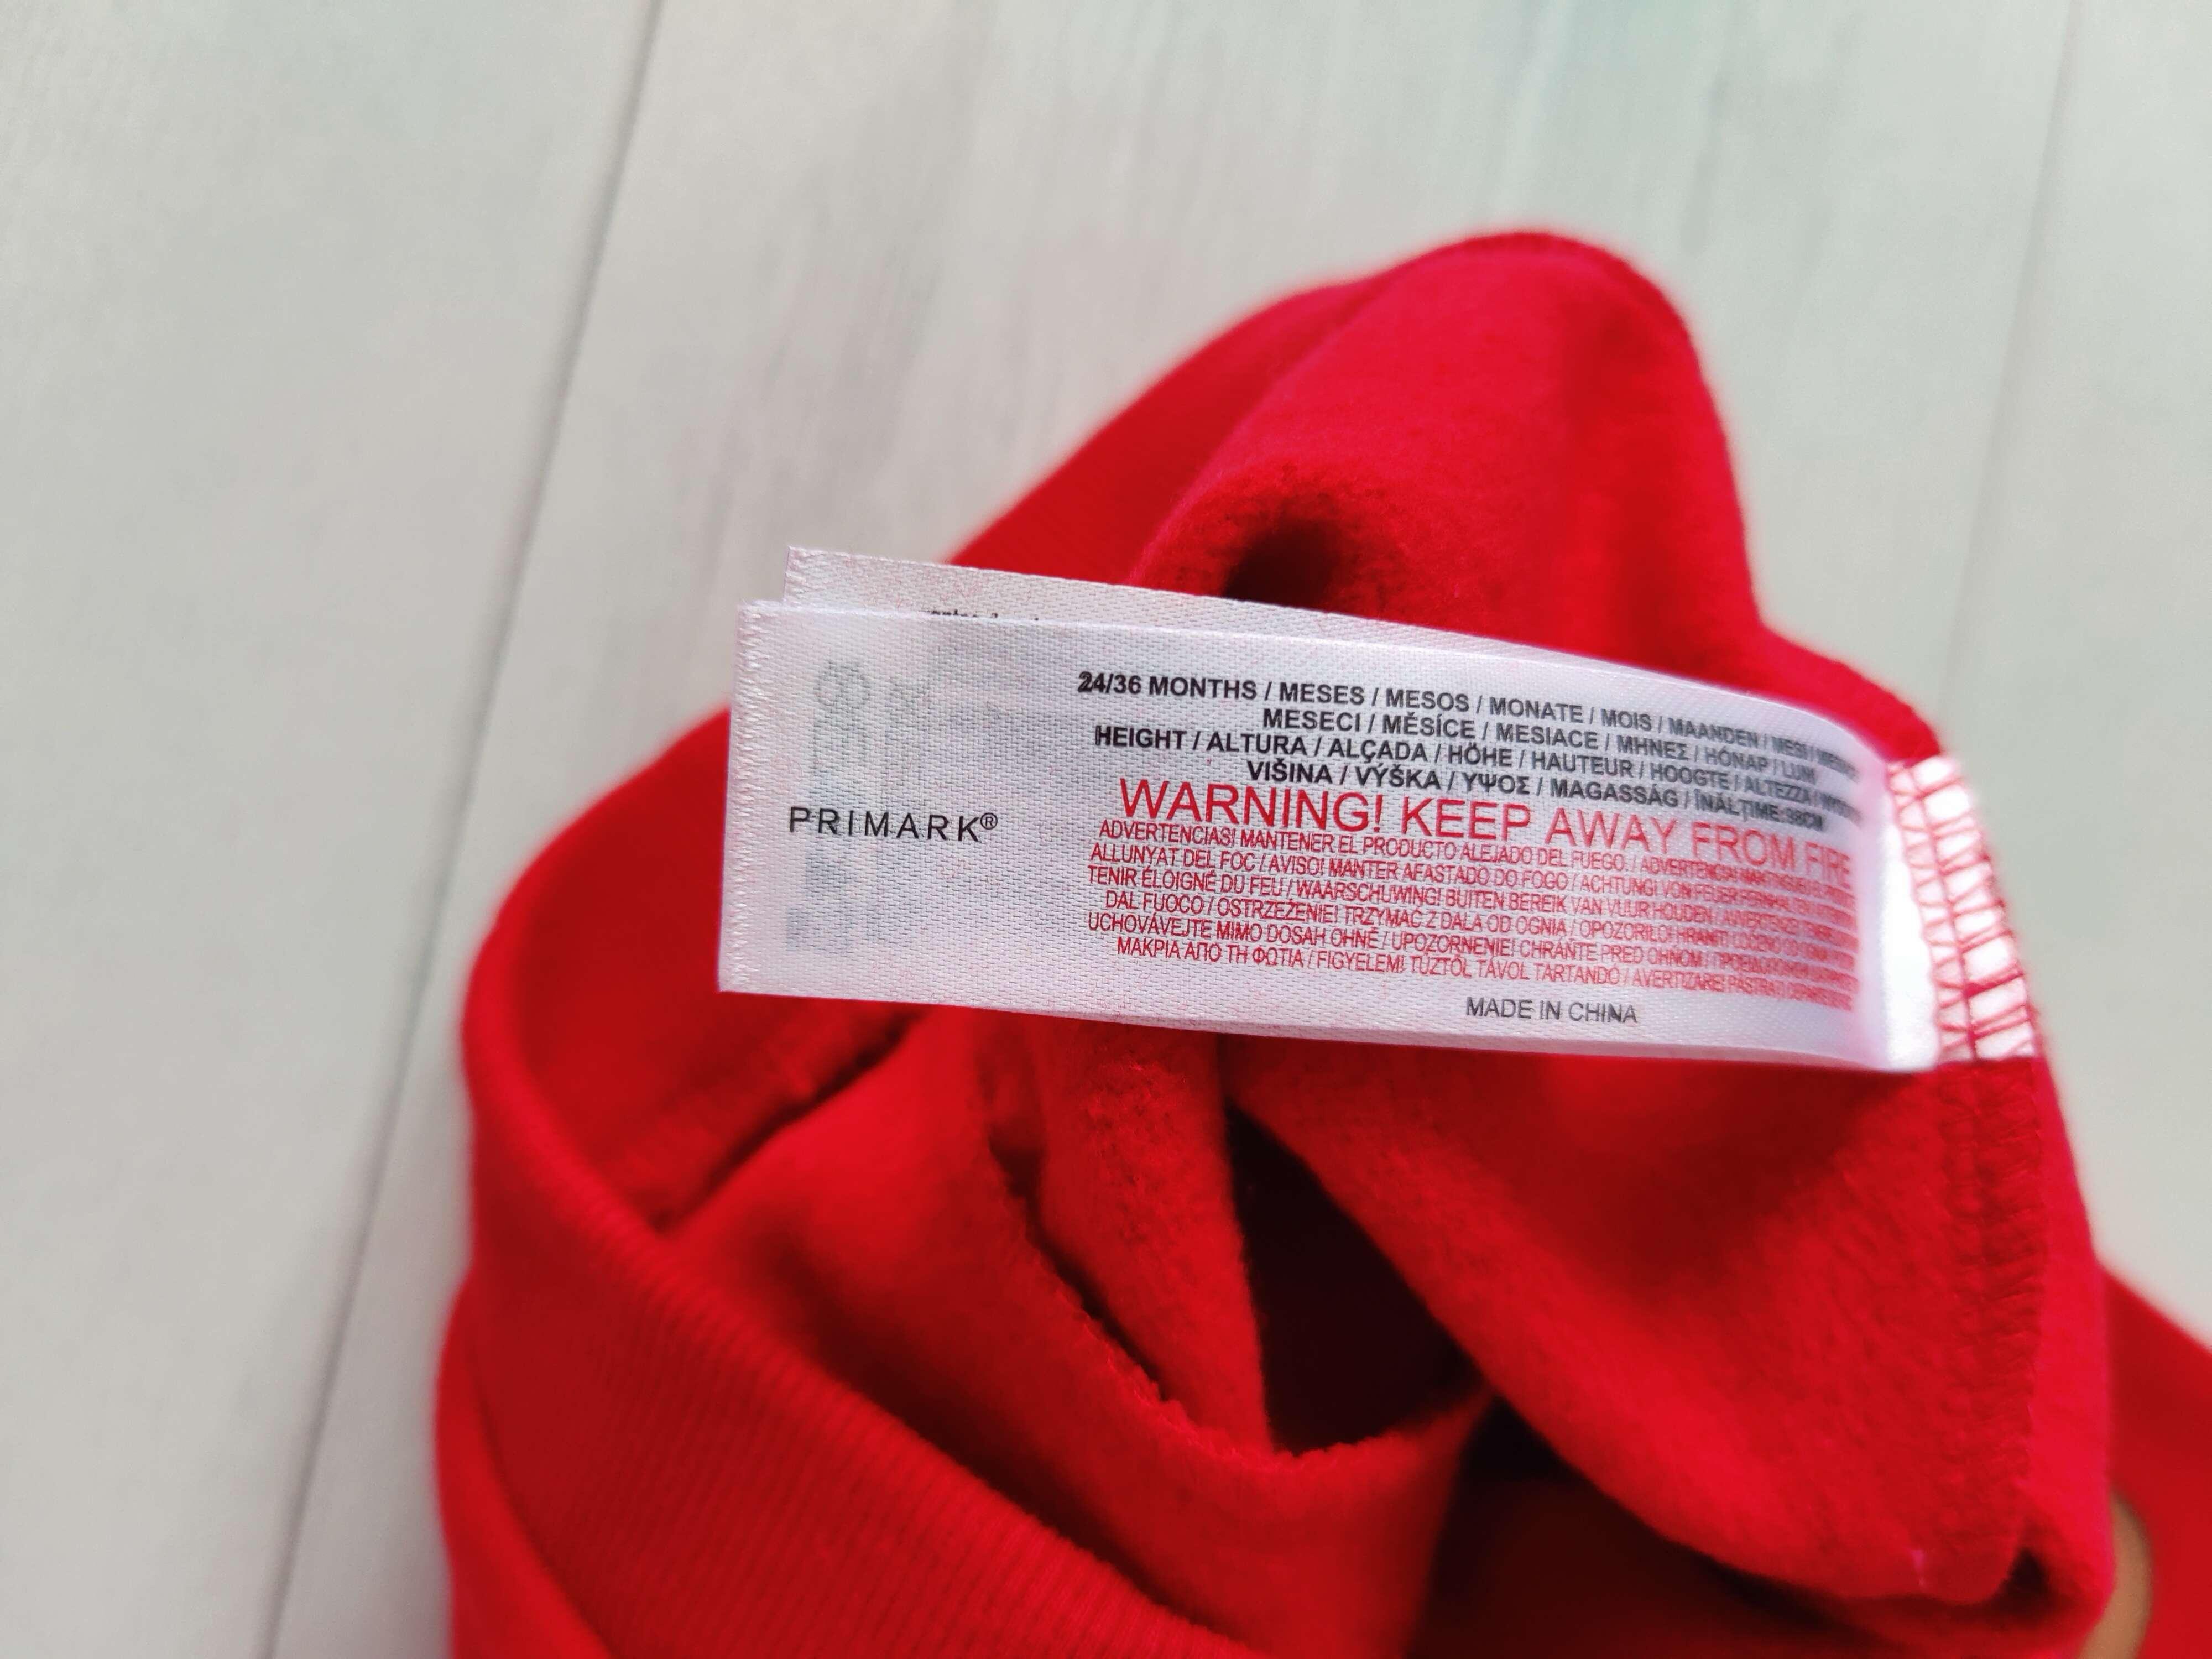 PRIMARK®
24/36 MONTHS / MESES / MESOS / MONATE / MOIS / MAANDEN / MESI /
MESECI / MĚSÍCE / MESIACE / ΜΗΝΕΣ / HÓNAP / LUNI
HEIGHT / ALTURA / ALÇADA / HÖHE / HAUTEUR / HOOGTE / ALTEZZA /
VIŠINA / VÝŠKA / ΥΨΟΣ / MAGASSÁG / ÎNĂLŢIME:98CM
WARNING! KEEP AWAY FROM FIRE
ADVERTENCIAS! MANTENER EL PRODUCTO ALEJADO DEL FUEGO. / ADVERTÈNCIA!
ALLUNYAT DEL FOC / AVISO! MANTER AFASTADO DO FOGO / ACHTUNG! VON FEUER FERNHALTEN
TENIR ÉLOIGNÉ DU FEU / WAARSCHUWING! BUITEN BEREIK VAN VUUR HOUDEN /
DAL FUOCO / OSTRZEŻENIE! TRZYMAĆ Z DALA OD OGNIA / OPOZORILO! HRANITI
UCHOVÁVEJTE MIMO DOSAH OHNĚ / UPOZORNENIE! CHRÁŇTE PRED OHŇOM /
ΜΑΚΡΙΑ ΑΠΟ ΤΗ ΦΩΤΙΑ / FIGYELEM! TŰZTŐL TÁVOL TARTANDÓ / AVERTIZARE!
MADE IN CHINA